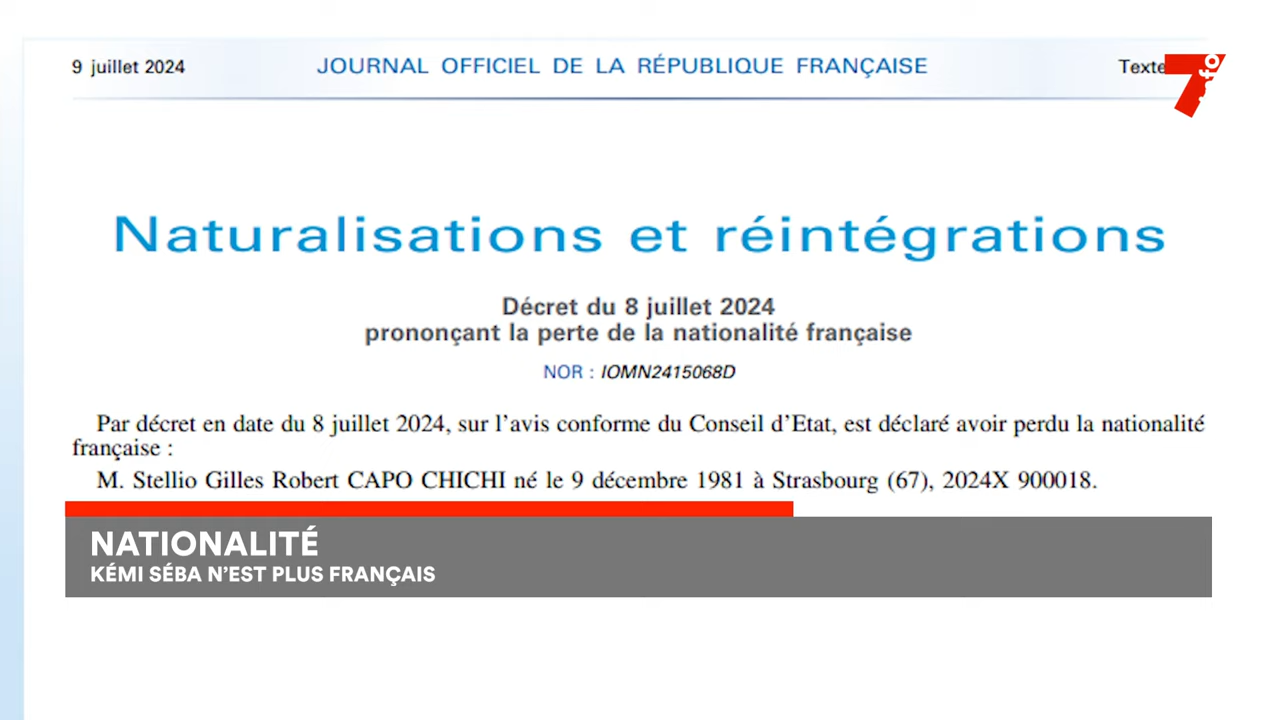 9 juillet 2024
JOURNAL OFFICIEL DE LA RÉPUBLIQUE FRANÇAISE
Texte
7
fo
Naturalisations et réintégrations
Décret du 8 juillet 2024
prononçant la perte de la nationalité française
NOR : IOMN2415068D
Par décret en date du 8 juillet 2024, sur l’avis conforme du Conseil d’Etat, est déclaré avoir perdu la nationalité
française :
M. Stellio Gilles Robert CAPO CHICHI né le 9 décembre 1981 à Strasbourg (67), 2024X 900018.
NATIONALITÉ
KÉMI SÉBA N’EST PLUS FRANÇAIS